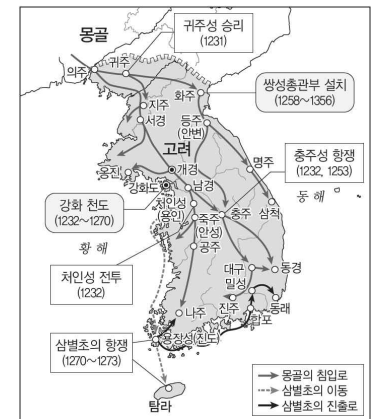 몽골
귀주성 승리
(1231)
의주
귀주
화주
쌍성총관부 설치
(1258~1356)
지주
서경
등주
(안변)
고려
명주
충주성 항쟁
(1232, 1253)
옹진
개경
강화도
남경
강화 천도
(1232~1270)
처인성
(용인)
죽주
(안성)
충주
삼척
동해
황해
공주
처인성 전투
(1232)
대구
동경
밀성
진주
동래
합포
나주
삼별초의 항쟁
(1270~1273)
용장성(진도)
탐라
몽골의 침입로
삼별초의 이동
삼별초의 진출로